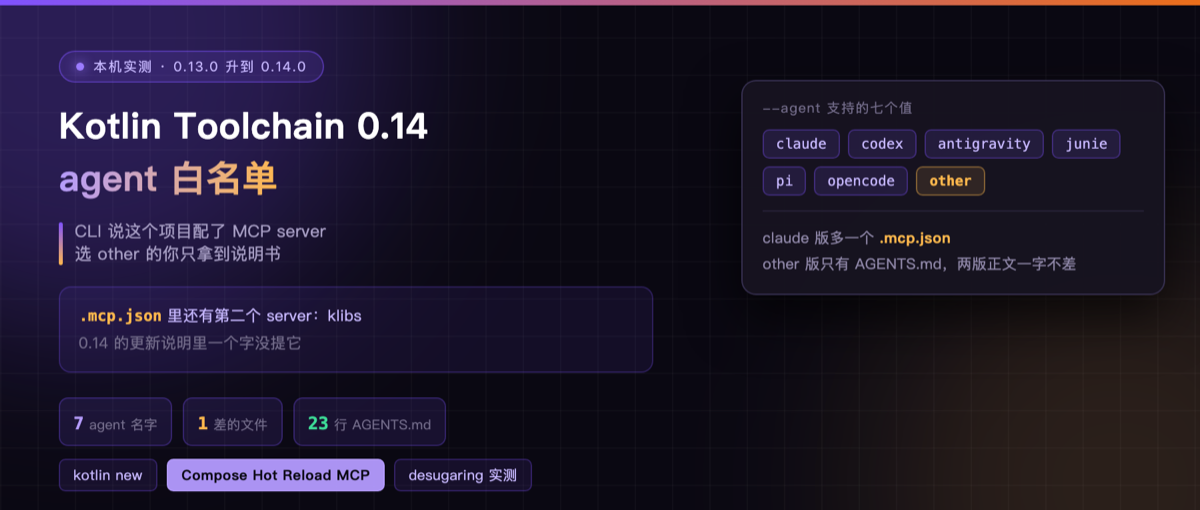 本机实测 · 0.13.0 升到 0.14.0
Kotlin Toolchain 0.14
agent 白名单
CLI 说这个项目配了 MCP server
选 other 的你只拿到说明书
.mcp.json 里还有第二个 server：klibs
0.14 的更新说明里一个字没提它
7 agent 名字
1 差的文件
23 行 AGENTS.md
kotlin new
Compose Hot Reload MCP
desugaring 实测
--agent 支持的七个值
claude
codex
antigravity
junie
pi
opencode
other
claude 版多一个 .mcp.json
other 版只有 AGENTS.md，两版正文一字不差